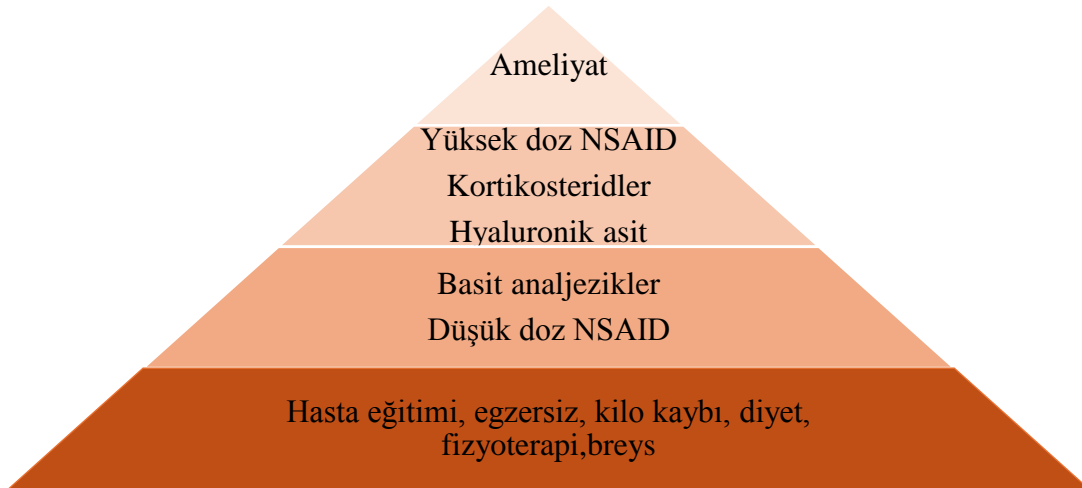 Ameliyat
Yüksek doz NSAID
Kortikosteridler
Hyaluronik asit
Basit analjezikler
Düşük doz NSAID
Hasta eğitimi, egzersiz, kilo kaybı, diyet,
fizyoterapi,breys